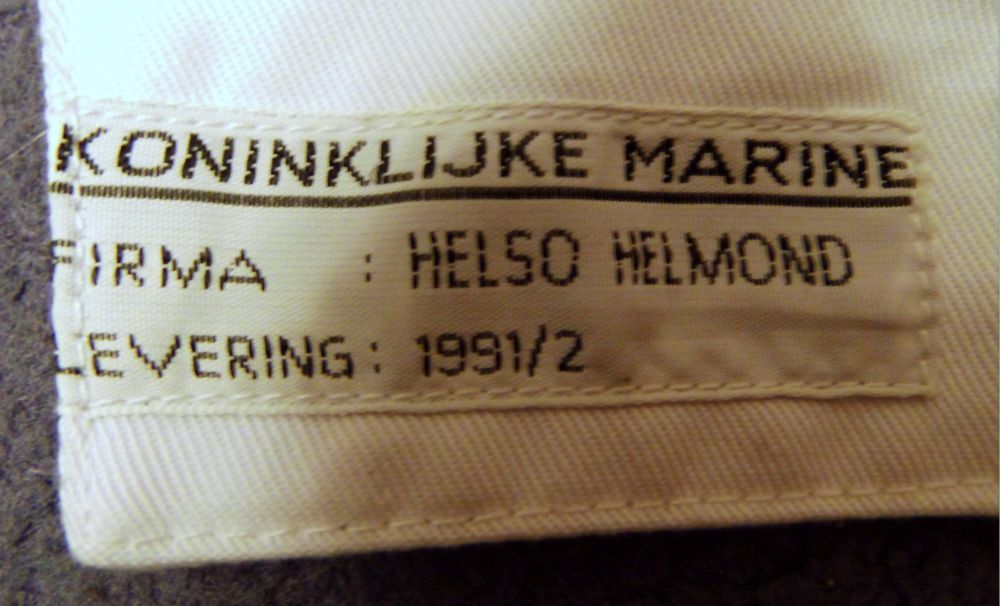 KONINKLIJKE MARINE
FIRMA : HELSO HELMOND
LEVERING : 1991/2